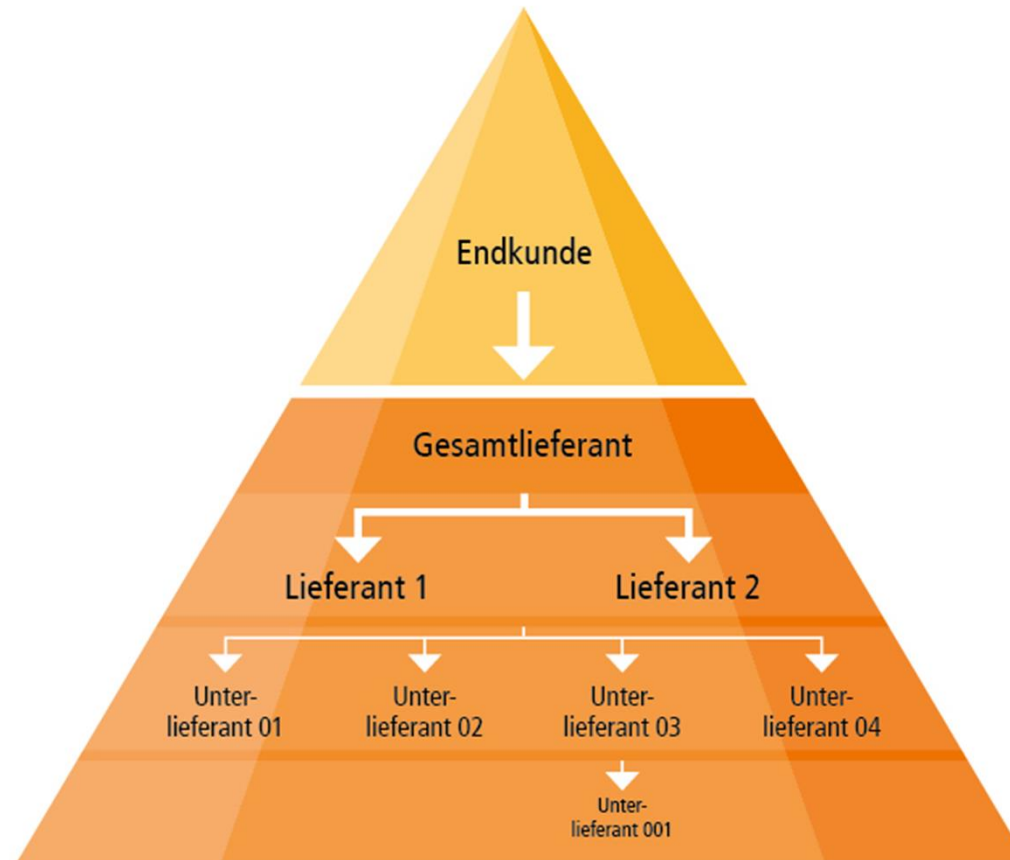 Endkunde
Gesamtlieferant
Lieferant 1
Lieferant 2
Unter-
lieferant 01
Unter-
lieferant 02
Unter-
lieferant 03
Unter-
lieferant 04
Unter-
lieferant 001